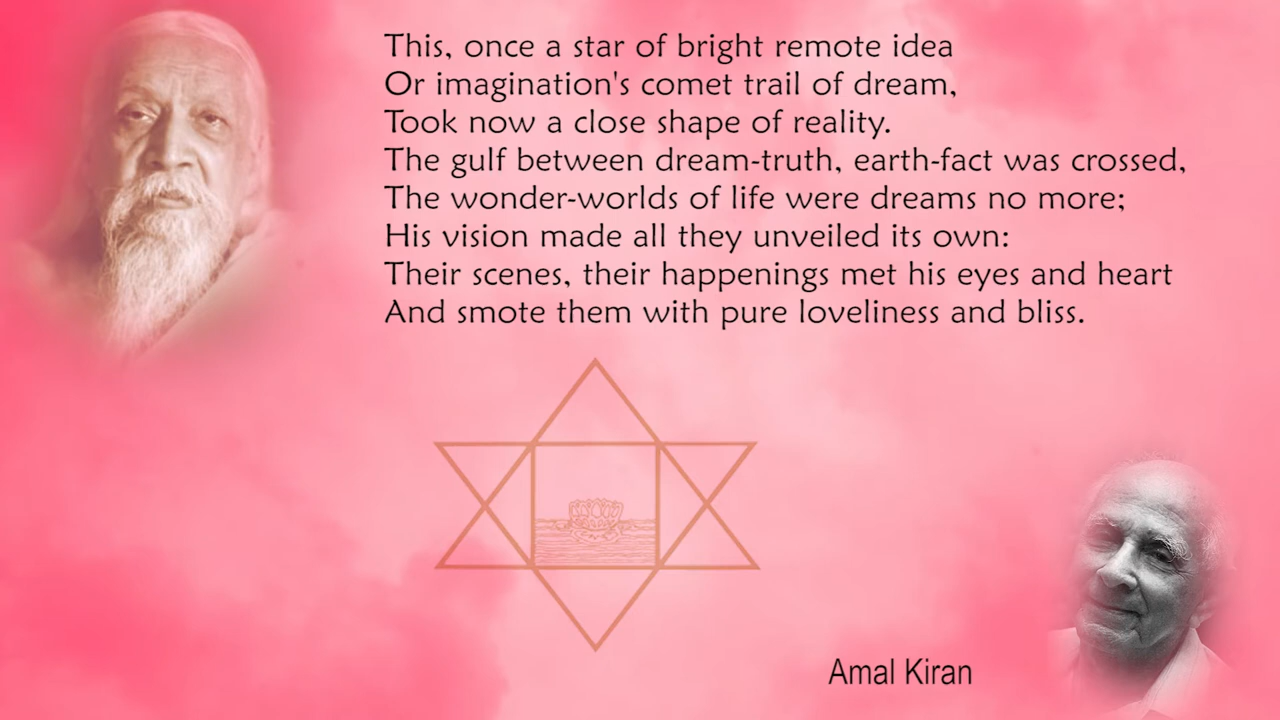 This, once a star of bright remote idea
Or imagination's comet trail of dream,
Took now a close shape of reality.
The gulf between dream-truth, earth-fact was crossed,
The wonder-worlds of life were dreams no more;
His vision made all they unveiled its own:
Their scenes, their happenings met his eyes and heart
And smote them with pure loveliness and bliss.
Amal Kiran